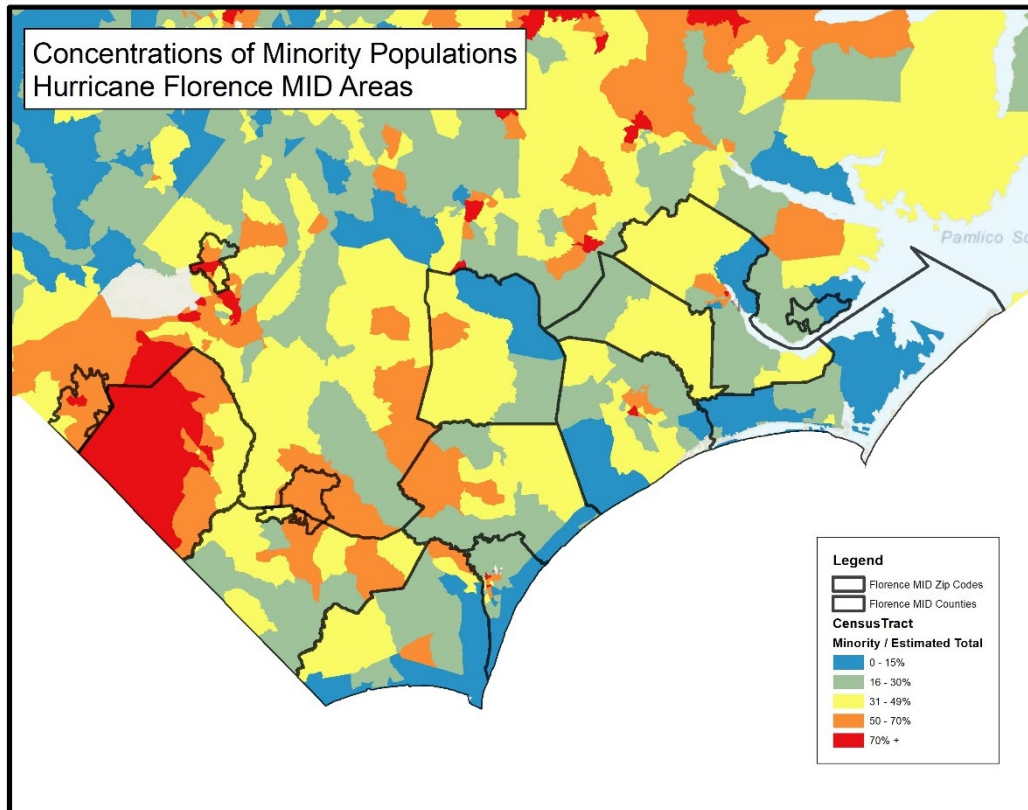 Concentrations of Minority Populations
Hurricane Florence MID Areas
Pamlico So
Legend
Florence MID Zip Codes
Florence MID Counties
CensusTract
Minority / Estimated Total
0 - 15%
16 - 30%
31 - 49%
50 - 70%
70% +